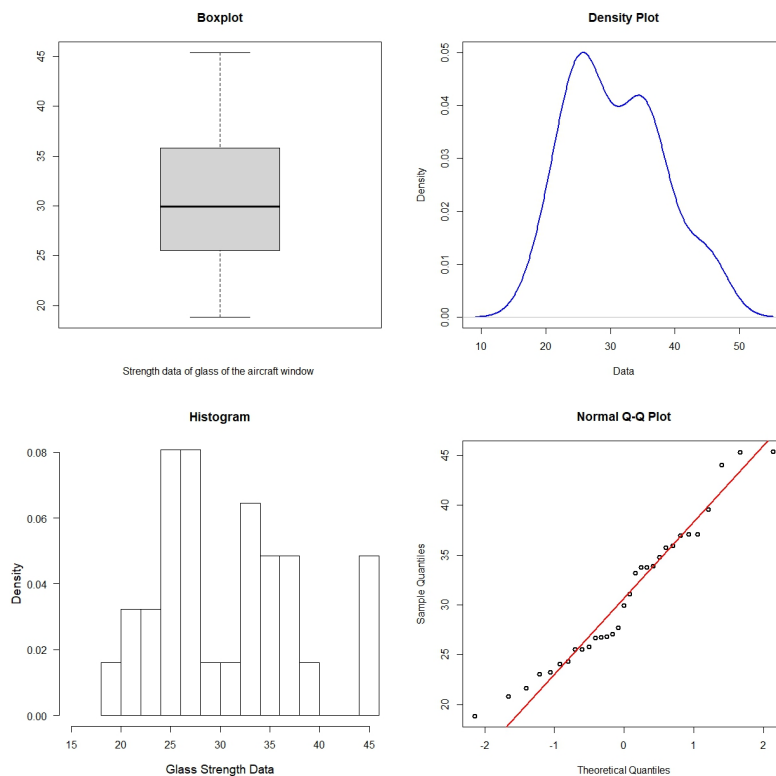 Boxplot
45
40
35
30
25
20
Strength data of glass of the aircraft window
Density Plot
Density
0.05
0.04
0.03
0.02
0.01
0.00
10 20 30 40 50
Data
Histogram
Density
0.08
0.06
0.04
0.02
0.00
15 20 25 30 35 40 45
Glass Strength Data
Normal Q-Q Plot
Sample Quantiles
45
40
35
30
25
20
-2 -1 0 1 2
Theoretical Quantiles